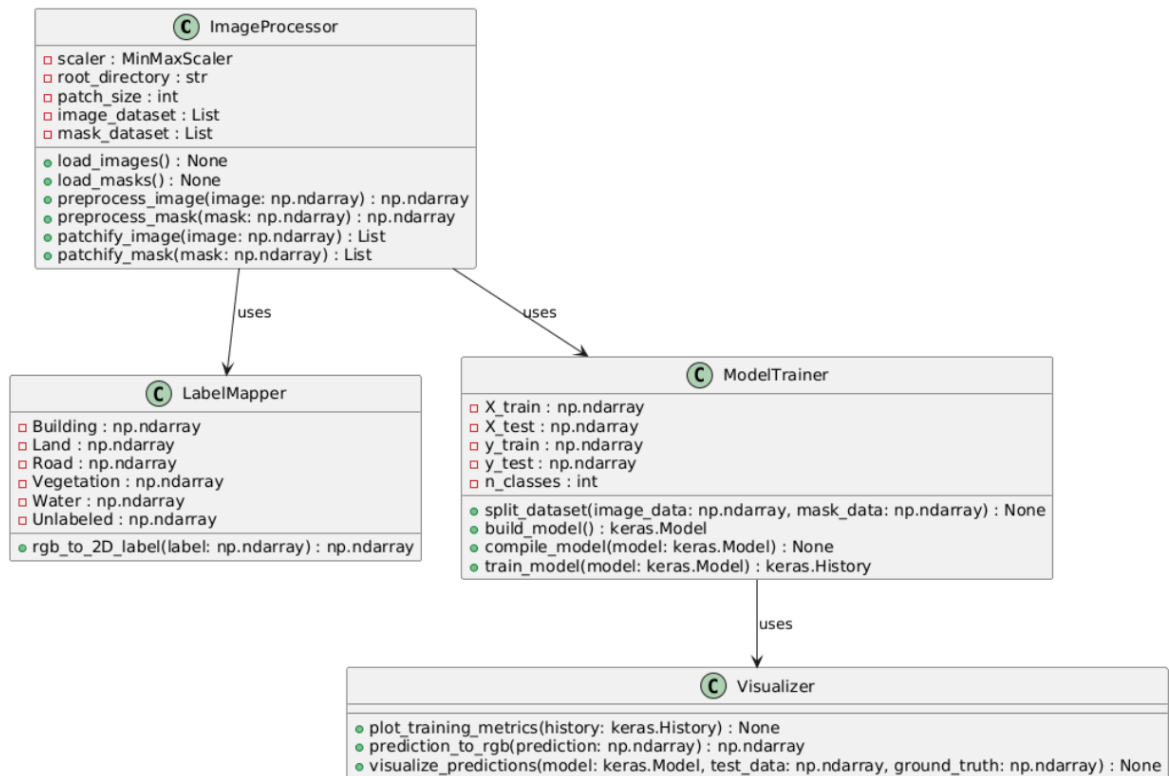 C ImageProcessor
scaler : MinMaxScaler
root_directory : str
patch_size : int
image_dataset : List
mask_dataset : List
load_images() : None
load_masks() : None
preprocess_image(image: np.ndarray) : np.ndarray
preprocess_mask(mask: np.ndarray) : np.ndarray
patchify_image(image: np.ndarray) : List
patchify_mask(mask: np.ndarray) : List
uses
uses
C LabelMapper
Building : np.ndarray
Land : np.ndarray
Road : np.ndarray
Vegetation : np.ndarray
Water : np.ndarray
Unlabeled : np.ndarray
rgb_to_2D_label(label: np.ndarray) : np.ndarray
C ModelTrainer
X_train : np.ndarray
X_test : np.ndarray
y_train : np.ndarray
y_test : np.ndarray
n_classes : int
split_dataset(image_data: np.ndarray, mask_data: np.ndarray) : None
build_model() : keras.Model
compile_model(model: keras.Model) : None
train_model(model: keras.Model) : keras.History
uses
C Visualizer
plot_training_metrics(history: keras.History) : None
prediction_to_rgb(prediction: np.ndarray) : np.ndarray
visualize_predictions(model: keras.Model, test_data: np.ndarray, ground_truth: np.ndarray) : None